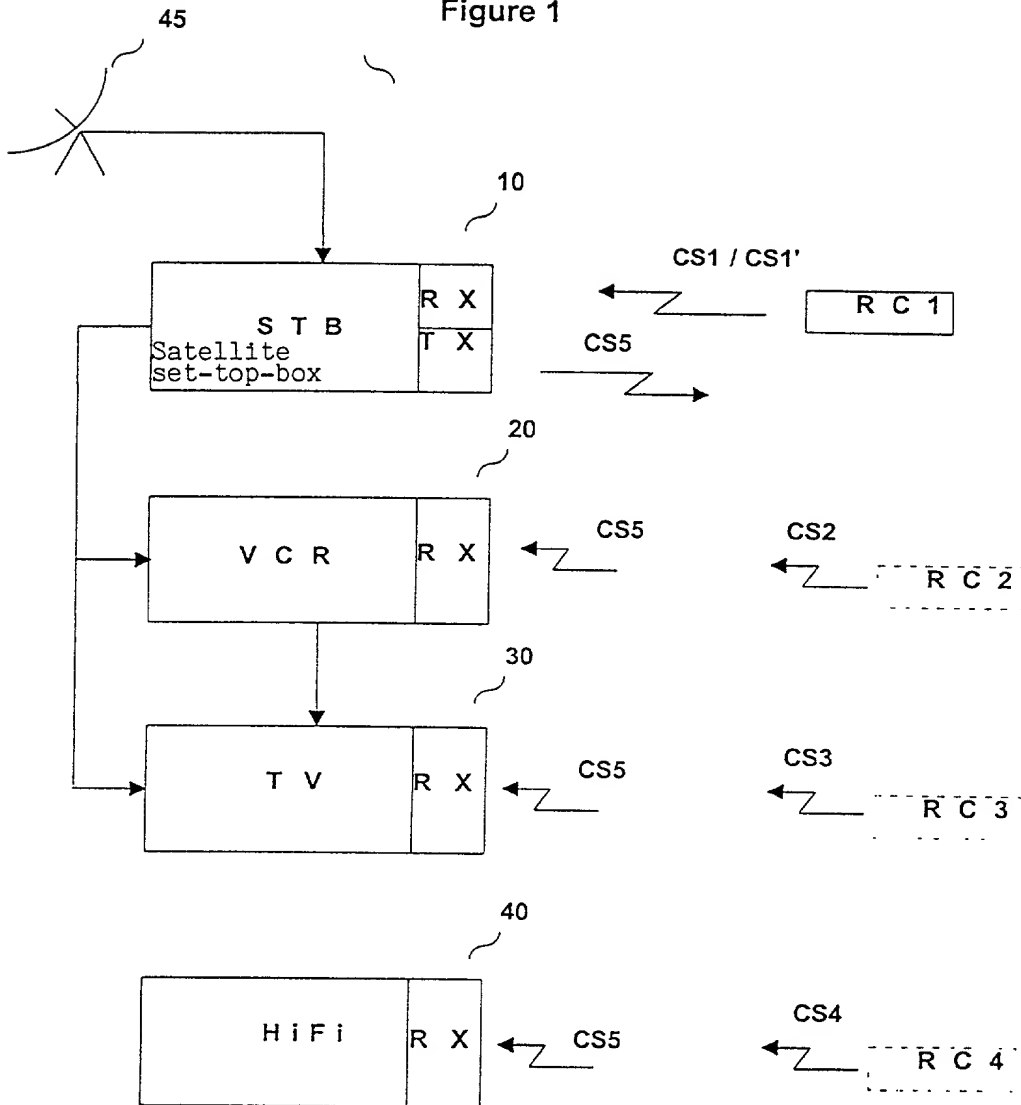 Figure 1
45
10
CS1 / CS1'
R X
R C 1
S T B
T X
CS5
Satellite
set-top-box
20
CS5
CS2
V C R
R X
R C 2
30
CS5
CS3
T V
R X
R C 3
40
CS4
HiFi
R X
CS5
R C 4